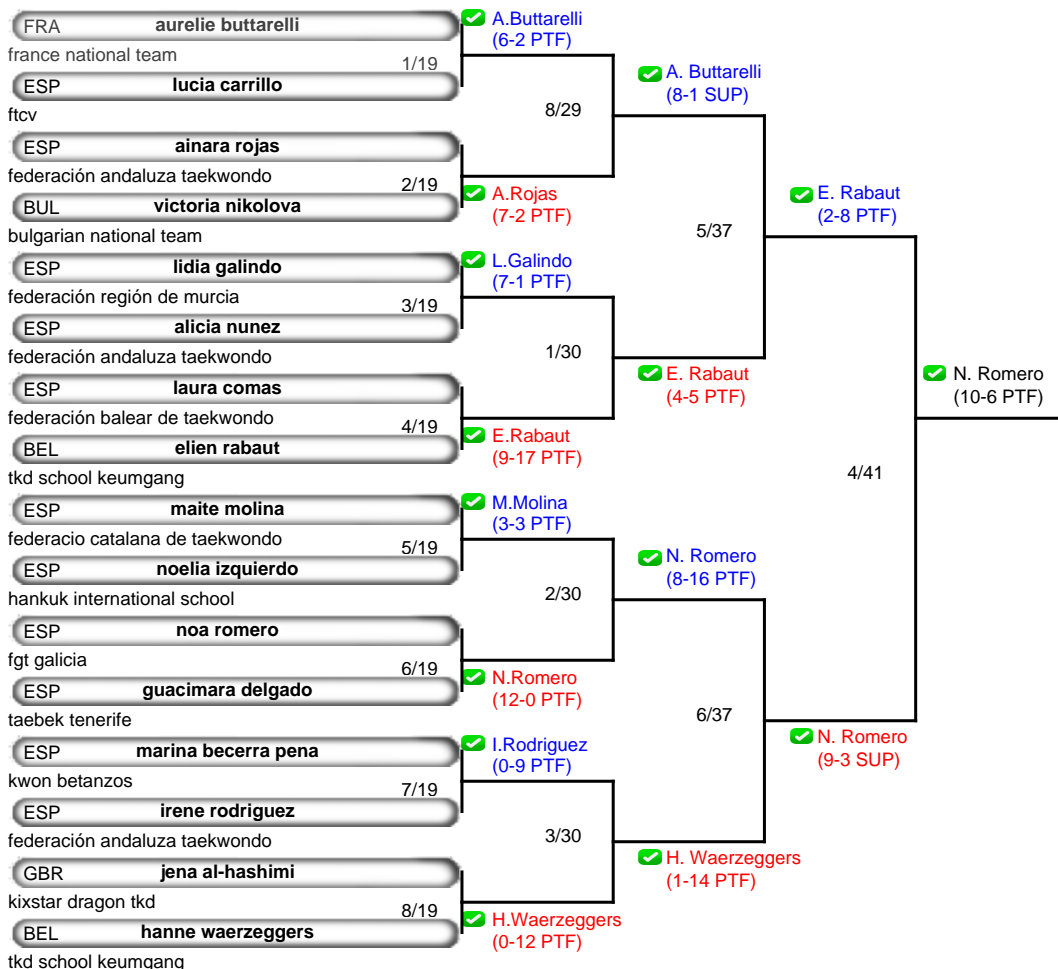 FRA aurelie buttarelli
france national team
1/19
ESP lucia carrillo
ftcv
ESP ainara rojas
federación andaluza taekwondo
2/19
BUL victoria nikolova
bulgarian national team
ESP lidia galindo
federación región de murcia
3/19
ESP alicia nunez
federación andaluza taekwondo
ESP laura comas
federación balear de taekwondo
4/19
BEL elien rabaut
tkd school keumgang
ESP maite molina
federacio catalana de taekwondo
5/19
ESP noelia izquierdo
hankuk international school
ESP noa romero
fgt galicia
6/19
ESP guacimara delgado
taebek tenerife
ESP marina becerra pena
kwon betanzos
7/19
ESP irene rodriguez
federación andaluza taekwondo
GBR jena al-hashimi
kixstar dragon tkd
8/19
BEL hanne waerzeggers
tkd school keumgang
A.Buttarelli
(6-2 PTF)
8/29
A.Rojas
(7-2 PTF)
L.Galindo
(7-1 PTF)
1/30
E.Rabaut
(9-17 PTF)
M.Molina
(3-3 PTF)
2/30
N.Romero
(12-0 PTF)
I.Rodriguez
(0-9 PTF)
3/30
H.Waerzeggers
(0-12 PTF)
A. Buttarelli
(8-1 SUP)
5/37
E. Rabaut
(4-5 PTF)
N. Romero
(8-16 PTF)
6/37
H. Waerzeggers
(1-14 PTF)
E. Rabaut
(2-8 PTF)
4/41
N. Romero
(9-3 SUP)
N. Romero
(10-6 PTF)